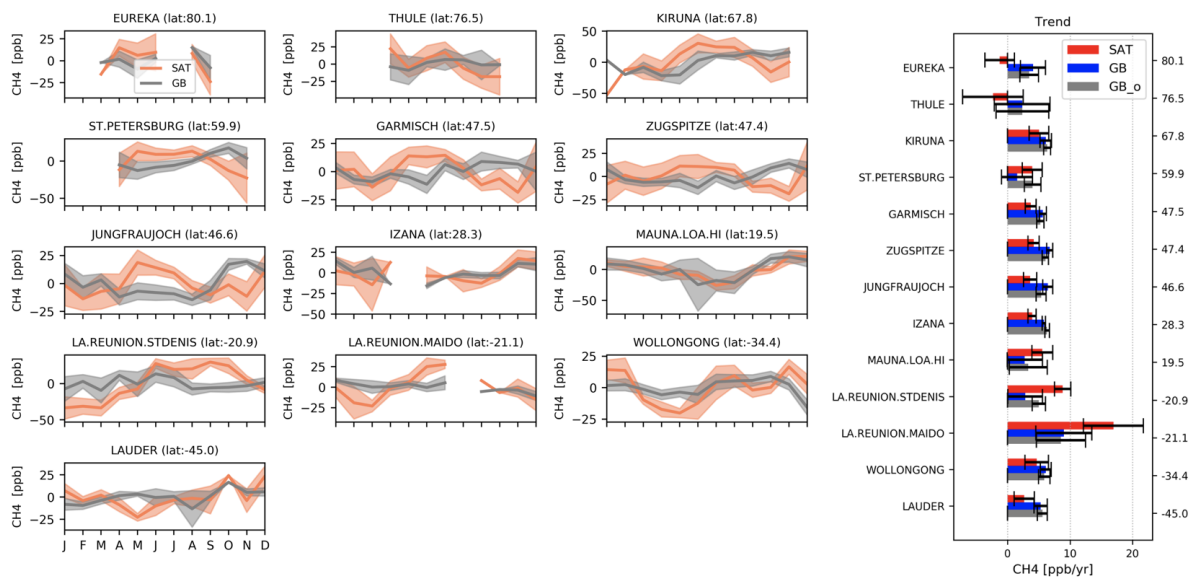 EUREKA (lat:80.1)
THULE (lat:76.5)
KIRUNA (lat:67.8)
CH4 [ppb]
25
0
−25
SAT
GB
CH4 [ppb]
25
0
−25
CH4 [ppb]
50
0
−50
ST.PETERSBURG (lat:59.9)
GARMISCH (lat:47.5)
ZUGSPITZE (lat:47.4)
CH4 [ppb]
0
−50
CH4 [ppb]
25
0
−25
CH4 [ppb]
25
0
−25
JUNGFRAUJOCH (lat:46.6)
IZANA (lat:28.3)
MAUNA.LOA.HI (lat:19.5)
CH4 [ppb]
25
0
−25
CH4 [ppb]
25
0
−25
−50
CH4 [ppb]
0
−50
LA.REUNION.STDENIS (lat:-20.9)
LA.REUNION.MAIDO (lat:-21.1)
WOLLONGONG (lat:-34.4)
CH4 [ppb]
0
−50
CH4 [ppb]
25
0
−25
CH4 [ppb]
25
0
−25
LAUDER (lat:-45.0)
CH4 [ppb]
25
0
−25
J F M A M J J A S O N D
Trend
SAT
GB
GB_o
EUREKA 80.1
THULE 76.5
KIRUNA 67.8
ST.PETERSBURG 59.9
GARMISCH 47.5
ZUGSPITZE 47.4
JUNGFRAUJOCH 46.6
IZANA 28.3
MAUNA.LOA.HI 19.5
LA.REUNION.STDENIS -20.9
LA.REUNION.MAIDO -21.1
WOLLONGONG -34.4
LAUDER -45.0
0 10 20
CH4 [ppb/yr]